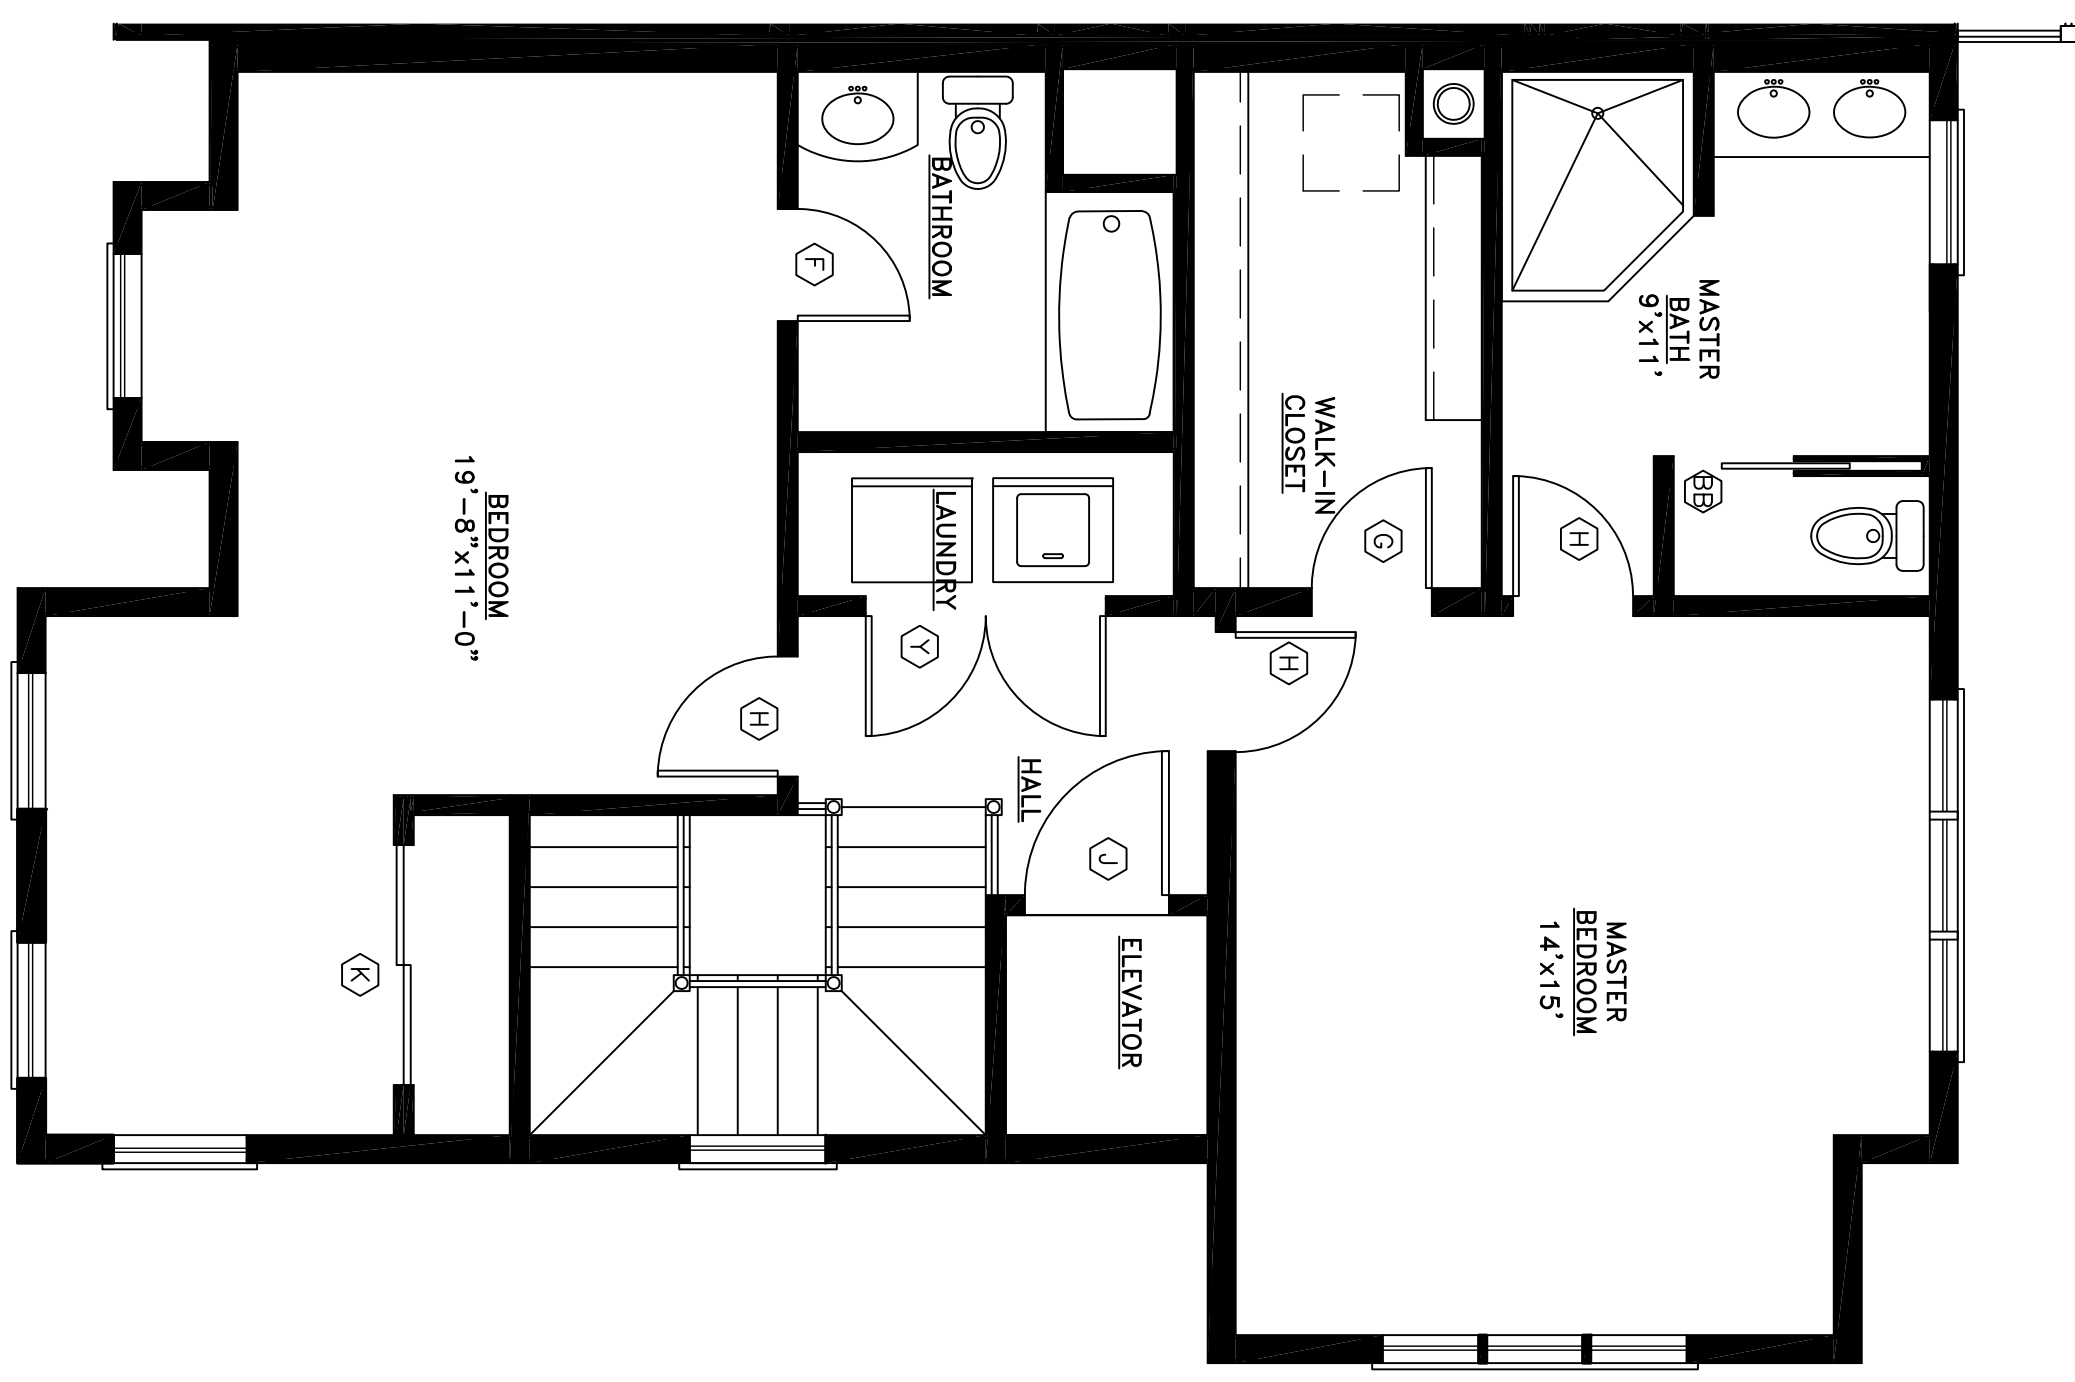 BATHROOM
F
MASTER
BATH
9'x11'
WALK-IN
CLOSET
BEDROOM
19'-8"x11'-0"
LAUNDRY
BB
G
H
Y
H
H
HALL
J
MASTER
BEDROOM
14'x15'
ELEVATOR
K